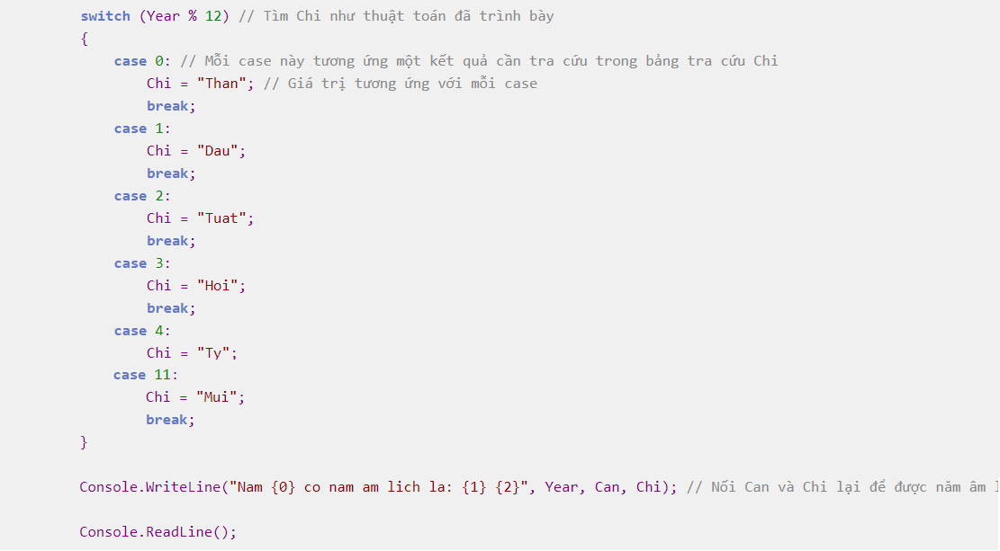 switch (Year % 12) // Tìm Chi như thuật toán đã trình bày
{
case 0: // Mỗi case này tương ứng một kết quả cần tra cứu trong bảng tra cứu Chi
Chi = "Than"; // Giá trị tương ứng với mỗi case
break;
case 1:
Chi = "Dau";
break;
case 2:
Chi = "Tuat";
break;
case 3:
Chi = "Hoi";
break;
case 4:
Chi = "Ty";
case 11:
Chi = "Mui";
break;
}
Console.WriteLine("Nam {0} co nam am lich la: {1} {2}", Year, Can, Chi); // Nối Can và Chi lại để được năm âm
Console.ReadLine();